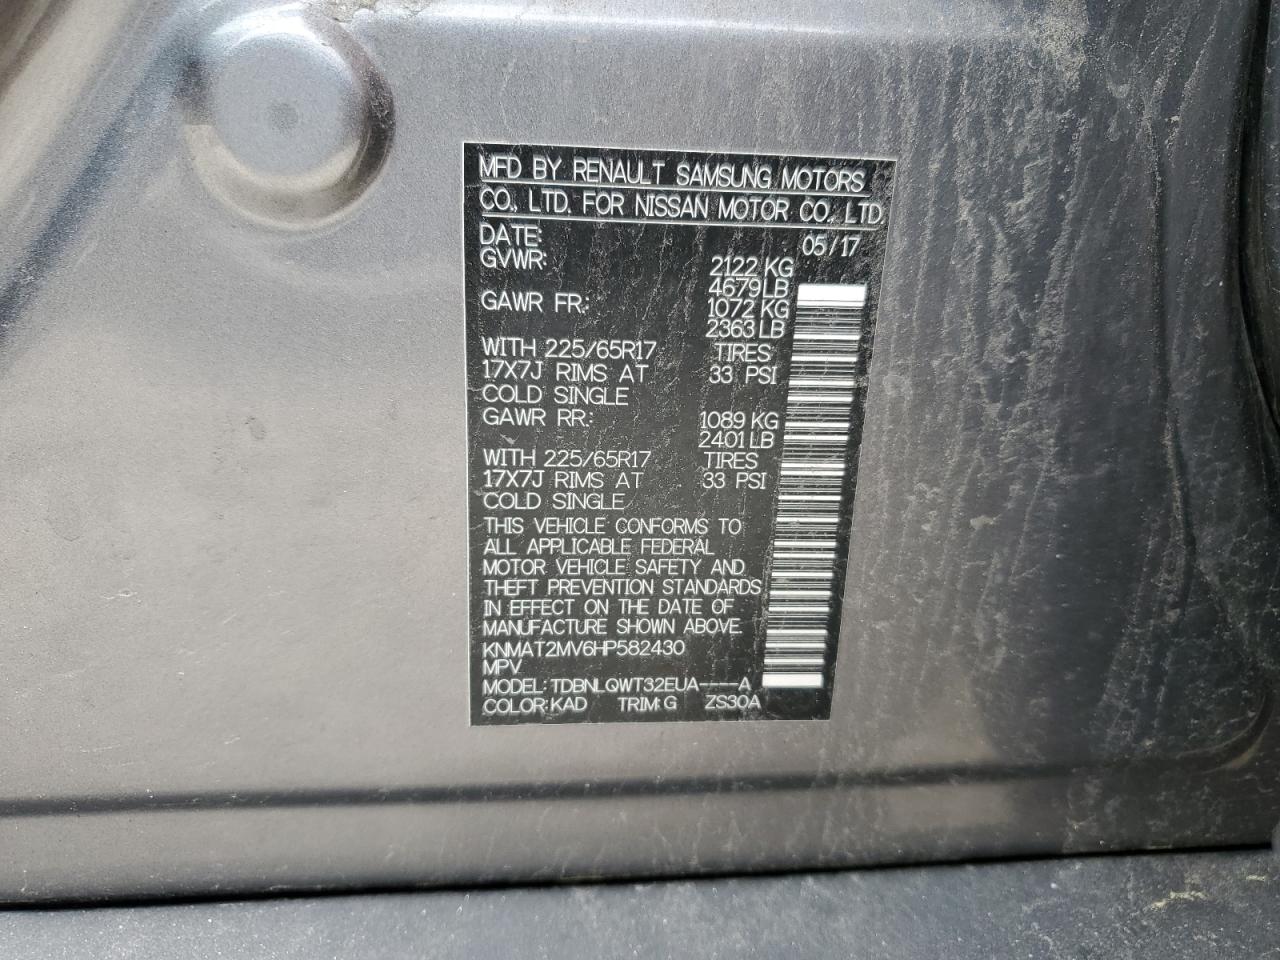 MFD BY RENAULT SAMSUNG MOTORS
CO., LTD. FOR NISSAN MOTOR CO., LTD.
DATE: 05/17
GVWR: 2122 KG
4679 LB
GAWR FR: 1072 KG
2363 LB
WITH 225/65R17 TIRES
17X7J RIMS AT 33 PSI
COLD SINGLE
GAWR RR: 1089 KG
2401 LB
WITH 225/65R17 TIRES
17X7J RIMS AT 33 PSI
COLD SINGLE
THIS VEHICLE CONFORMS TO
ALL APPLICABLE FEDERAL
MOTOR VEHICLE SAFETY AND
THEFT PREVENTION STANDARDS
IN EFFECT ON THE DATE OF
MANUFACTURE SHOWN ABOVE.
KNMAT2MV6HP582430
MPV
MODEL: TDBNLQWT32EUA----A
COLOR: KAD TRIM: G ZS30A